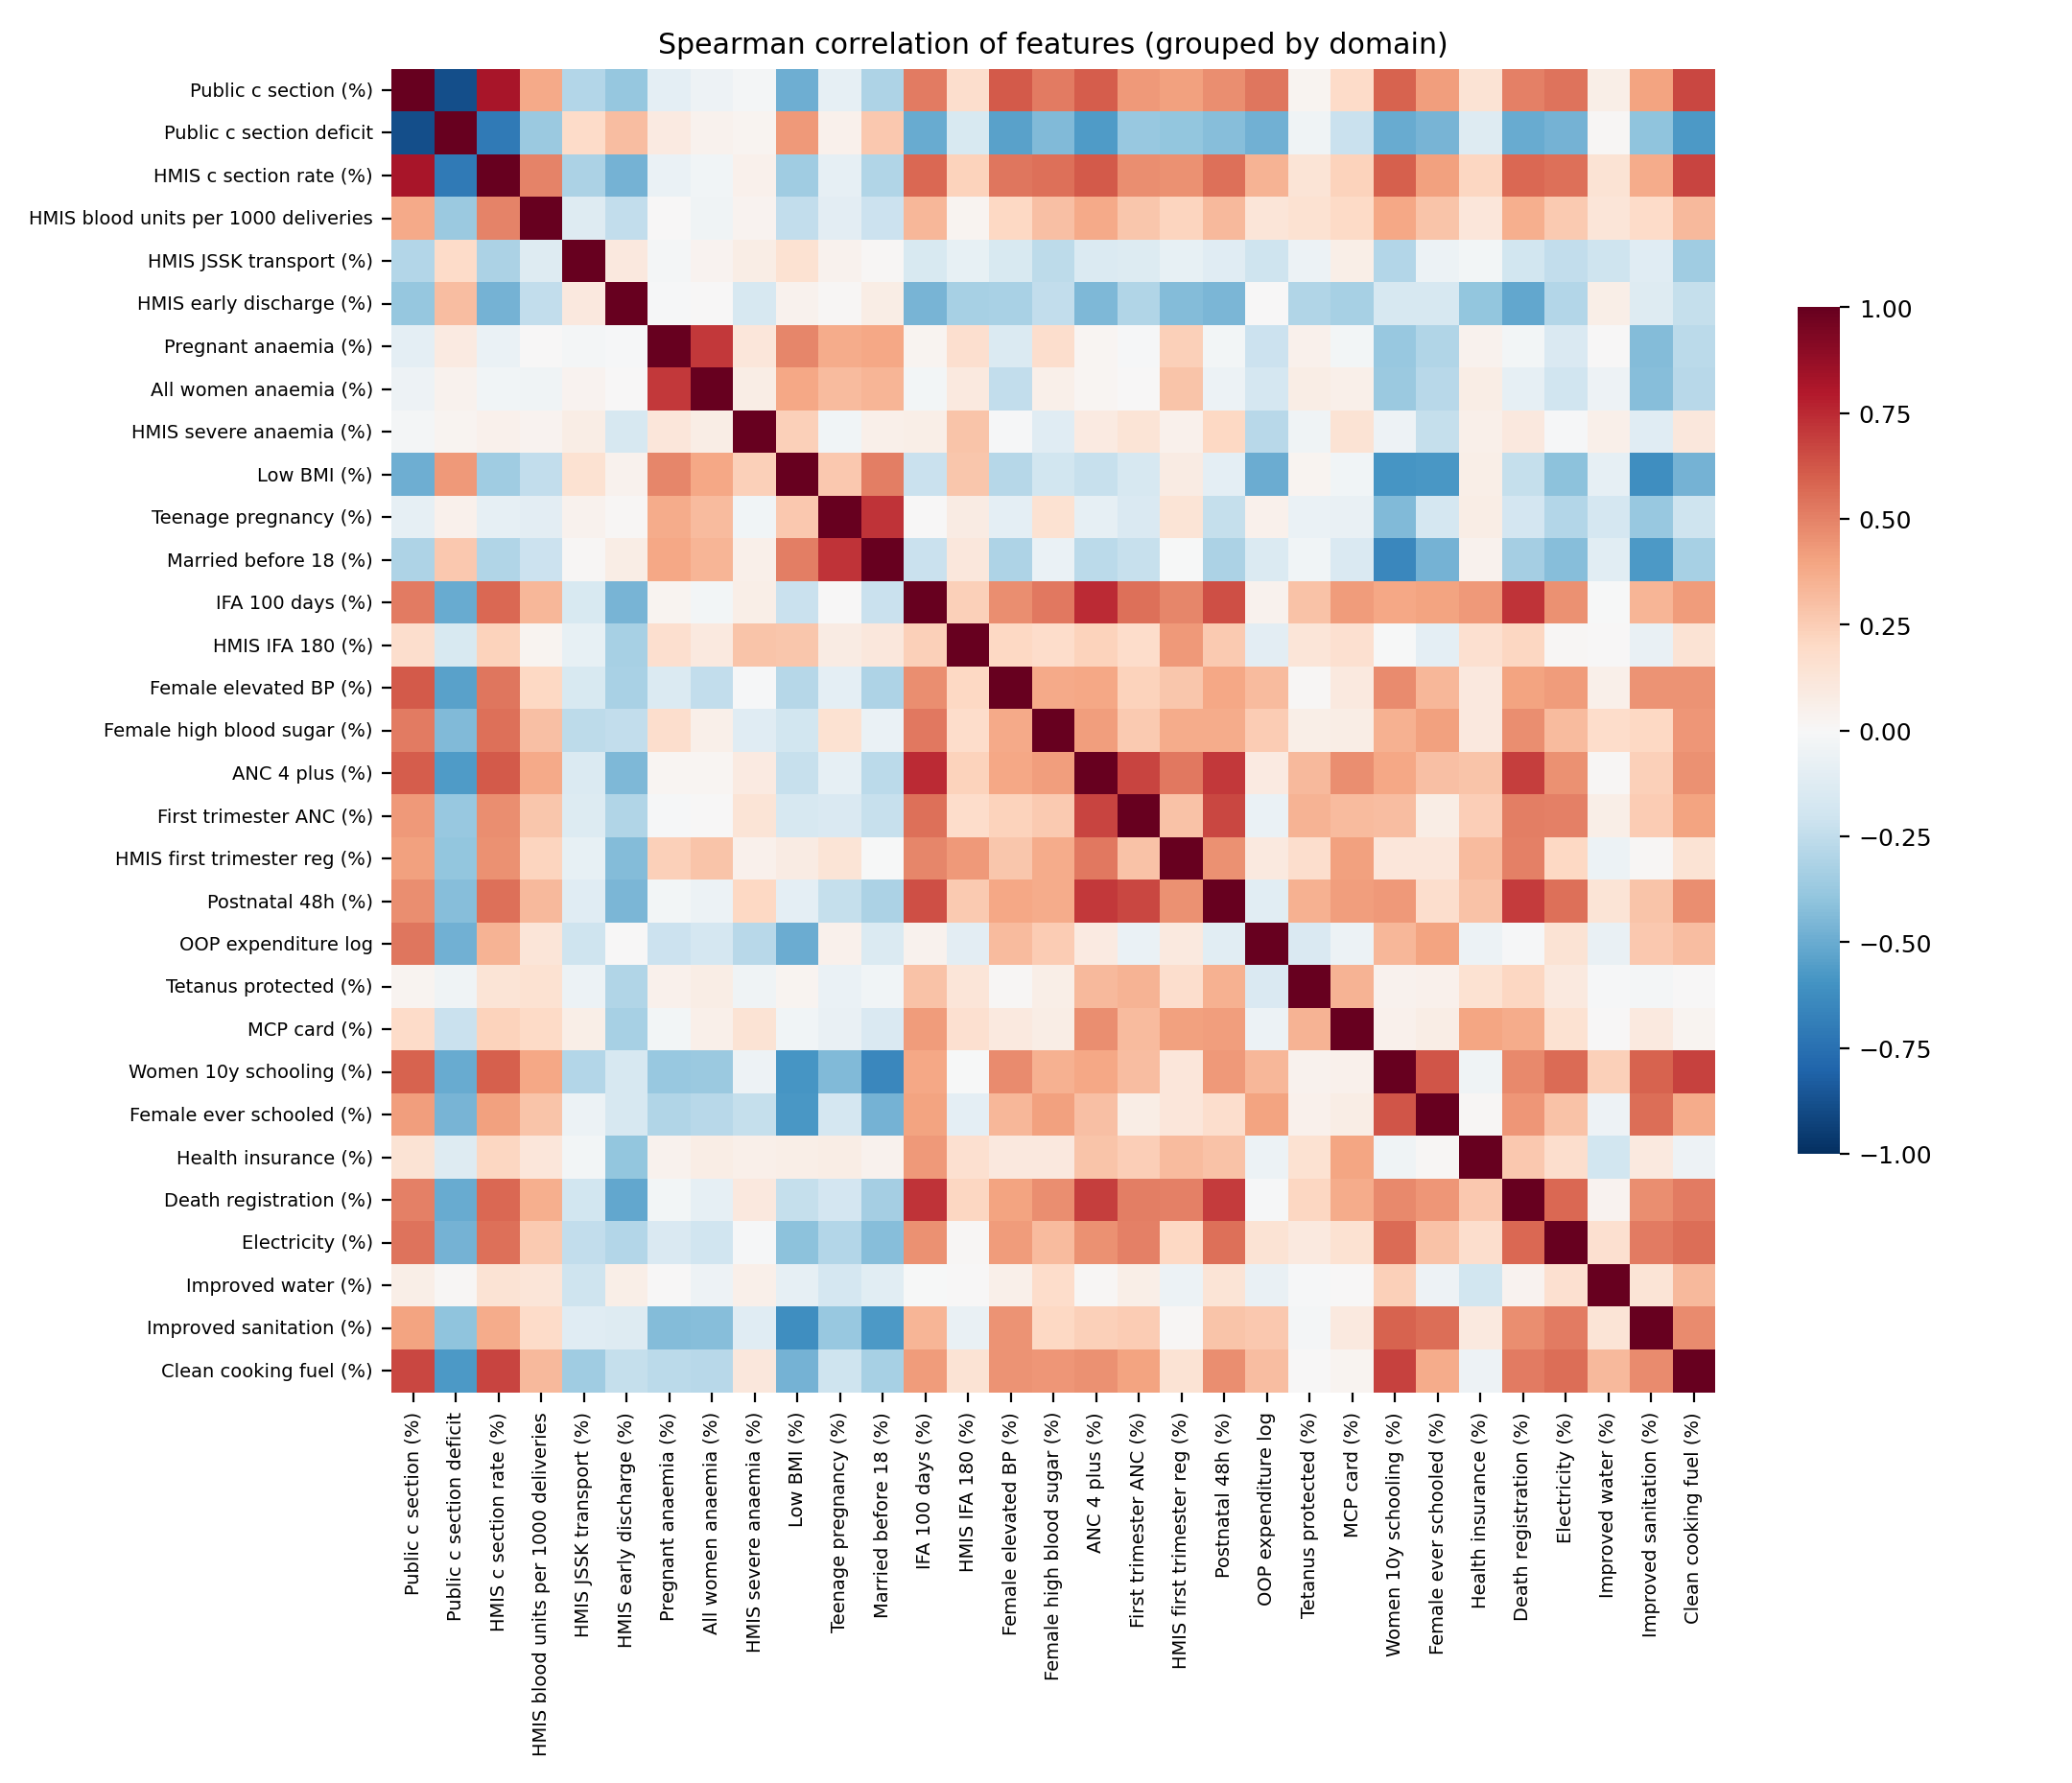 Spearman correlation of features (grouped by domain)
Public c section (%)
Public c section deficit
HMIS c section rate (%)
HMIS blood units per 1000 deliveries
HMIS JSSK transport (%)
HMIS early discharge (%)
Pregnant anaemia (%)
All women anaemia (%)
HMIS severe anaemia (%)
Low BMI (%)
Teenage pregnancy (%)
Married before 18 (%)
IFA 100 days (%)
HMIS IFA 180 (%)
Female elevated BP (%)
Female high blood sugar (%)
ANC 4 plus (%)
First trimester ANC (%)
HMIS first trimester reg (%)
Postnatal 48h (%)
OOP expenditure log
Tetanus protected (%)
MCP card (%)
Women 10y schooling (%)
Female ever schooled (%)
Health insurance (%)
Death registration (%)
Electricity (%)
Improved water (%)
Improved sanitation (%)
Clean cooking fuel (%)
Public c section (%)
Public c section deficit
HMIS c section rate (%)
HMIS blood units per 1000 deliveries
HMIS JSSK transport (%)
HMIS early discharge (%)
Pregnant anaemia (%)
All women anaemia (%)
HMIS severe anaemia (%)
Low BMI (%)
Teenage pregnancy (%)
Married before 18 (%)
IFA 100 days (%)
HMIS IFA 180 (%)
Female elevated BP (%)
Female high blood sugar (%)
ANC 4 plus (%)
First trimester ANC (%)
HMIS first trimester reg (%)
Postnatal 48h (%)
OOP expenditure log
Tetanus protected (%)
MCP card (%)
Women 10y schooling (%)
Female ever schooled (%)
Health insurance (%)
Death registration (%)
Electricity (%)
Improved water (%)
Improved sanitation (%)
Clean cooking fuel (%)
1.00
0.75
0.50
0.25
0.00
−0.25
−0.50
−0.75
−1.00